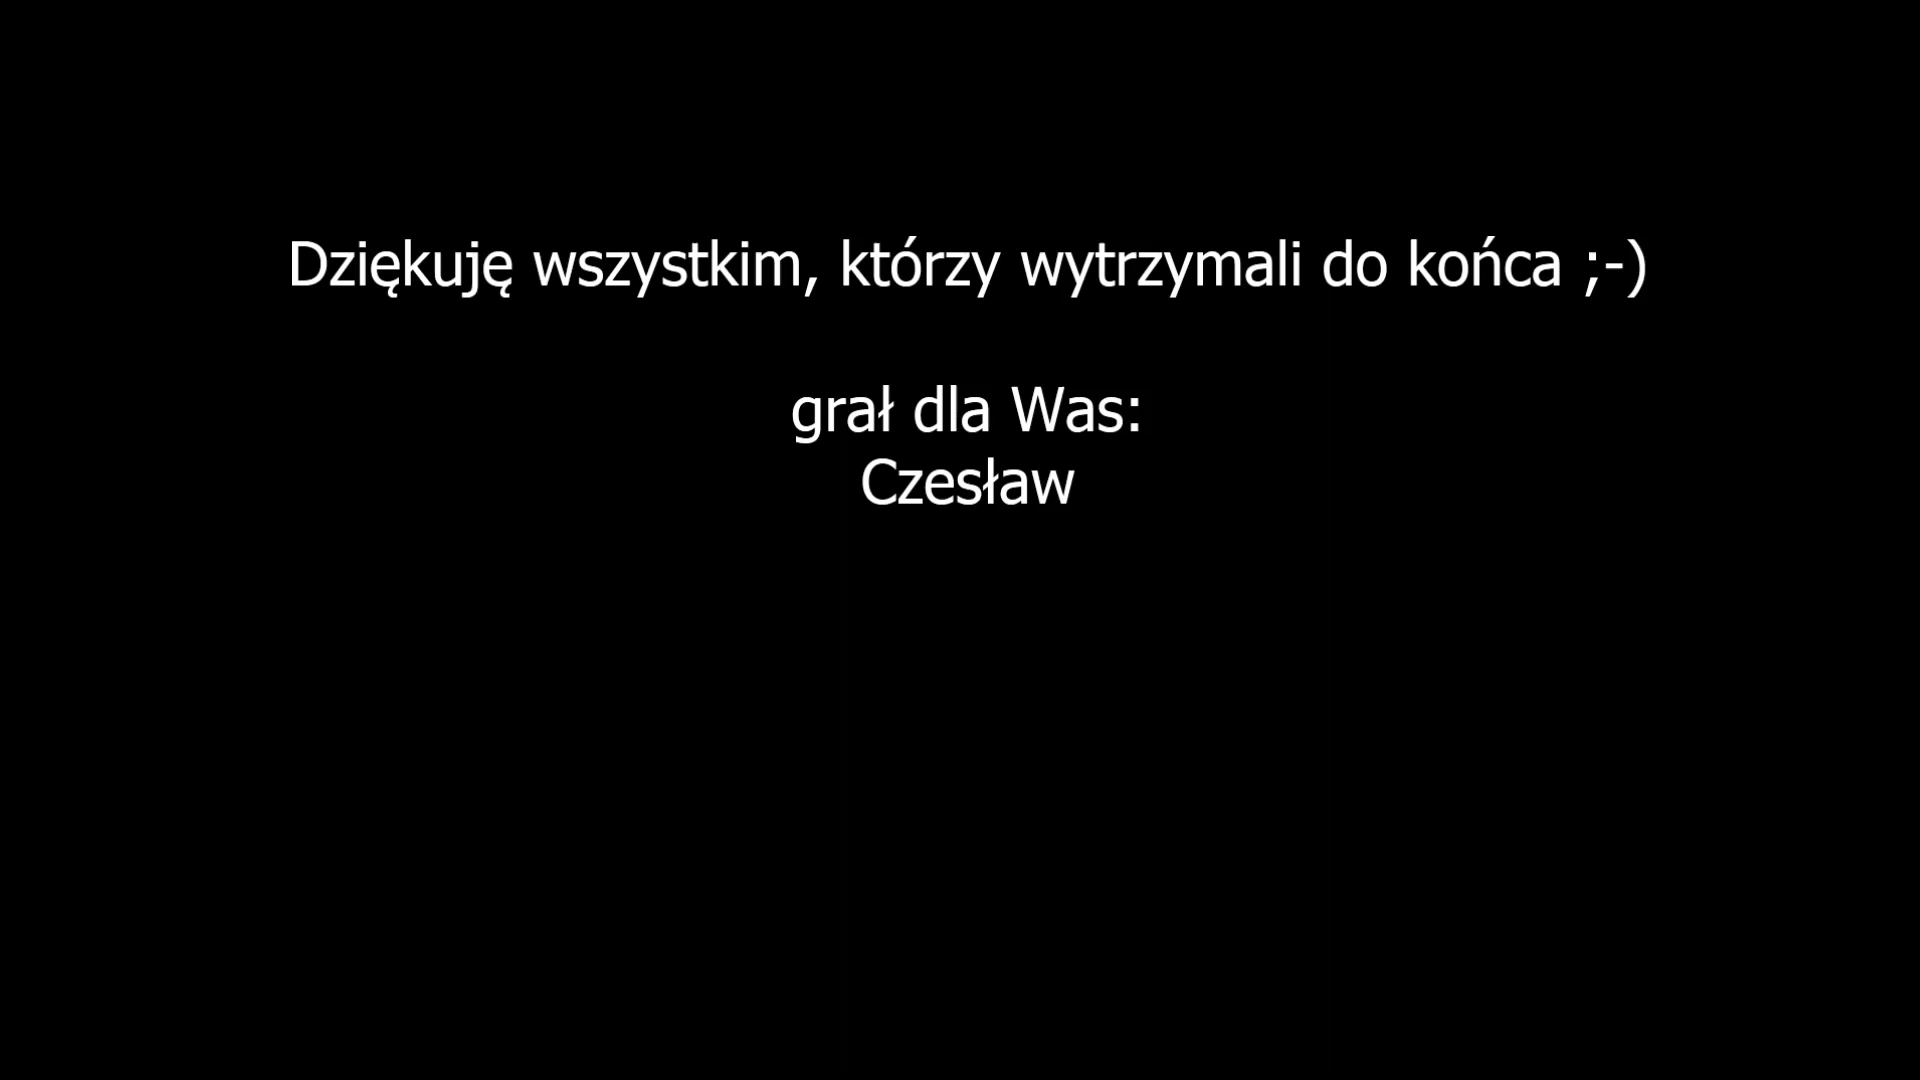 Dziękuję wszystkim, którzy wytrzymali do końca ;-)
grał dla Was:
Czesław